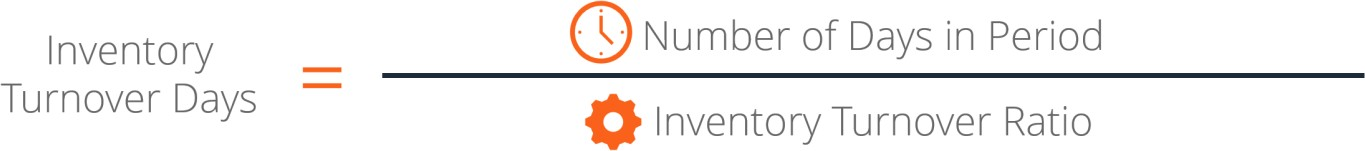 Inventory
Turnover Days
=
Number of Days in Period
Inventory Turnover Ratio